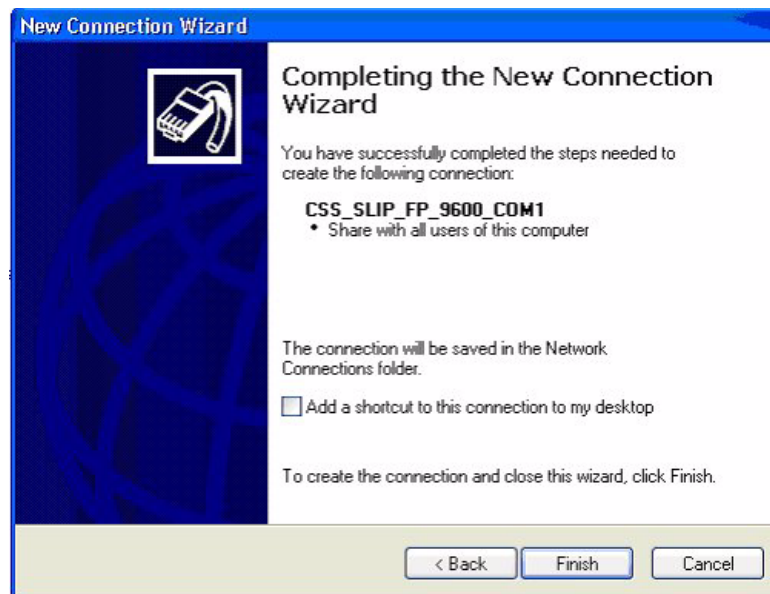 New Connection Wizard
Completing the New Connection
Wizard
You have successfully completed the steps needed to
create the following connection:
CSS_SLIP_FP_9600_COM1
• Share with all users of this computer
The connection will be saved in the Network
Connections folder.
Add a shortcut to this connection to my desktop
To create the connection and close this wizard, click Finish.
< Back Finish Cancel